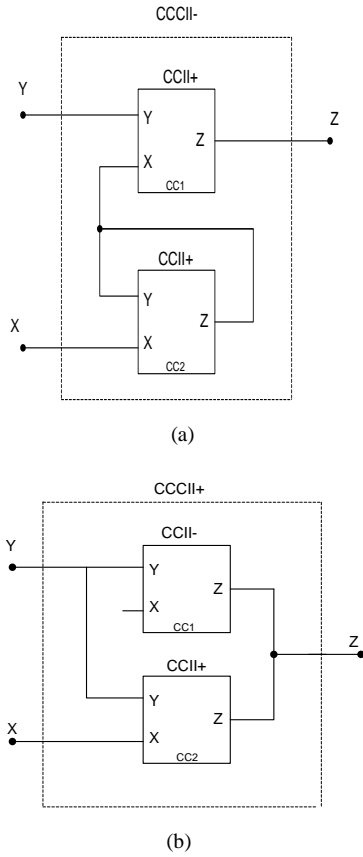 CCCII-
CCII+
Y
Y
Z
Z
X
CC1
CCII+
Y
Z
X
X
CC2
(a)
CCCII+
CCII-
Y
Y
Z
X
CC1
CCII+
Z
Y
Z
X
X
CC2
(b)